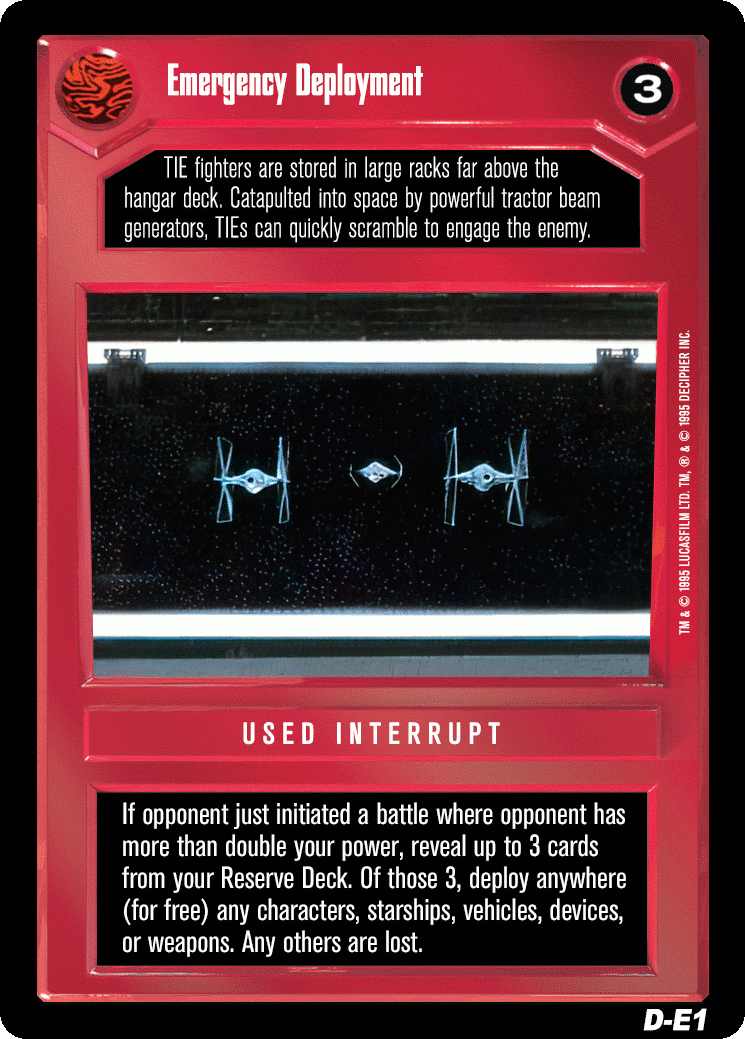 Emergency Deployment
3
TIE fighters are stored in large racks far above the
hangar deck. Catapulted into space by powerful tractor beam
generators, TIEs can quickly scramble to engage the enemy.
TM & © 1995 LUCASFILM LTD. TM, ® & © 1995 DECIPHER INC.
USED INTERRUPT
If opponent just initiated a battle where opponent has
more than double your power, reveal up to 3 cards
from your Reserve Deck. Of those 3, deploy anywhere
(for free) any characters, starships, vehicles, devices,
or weapons. Any others are lost.
D-E1